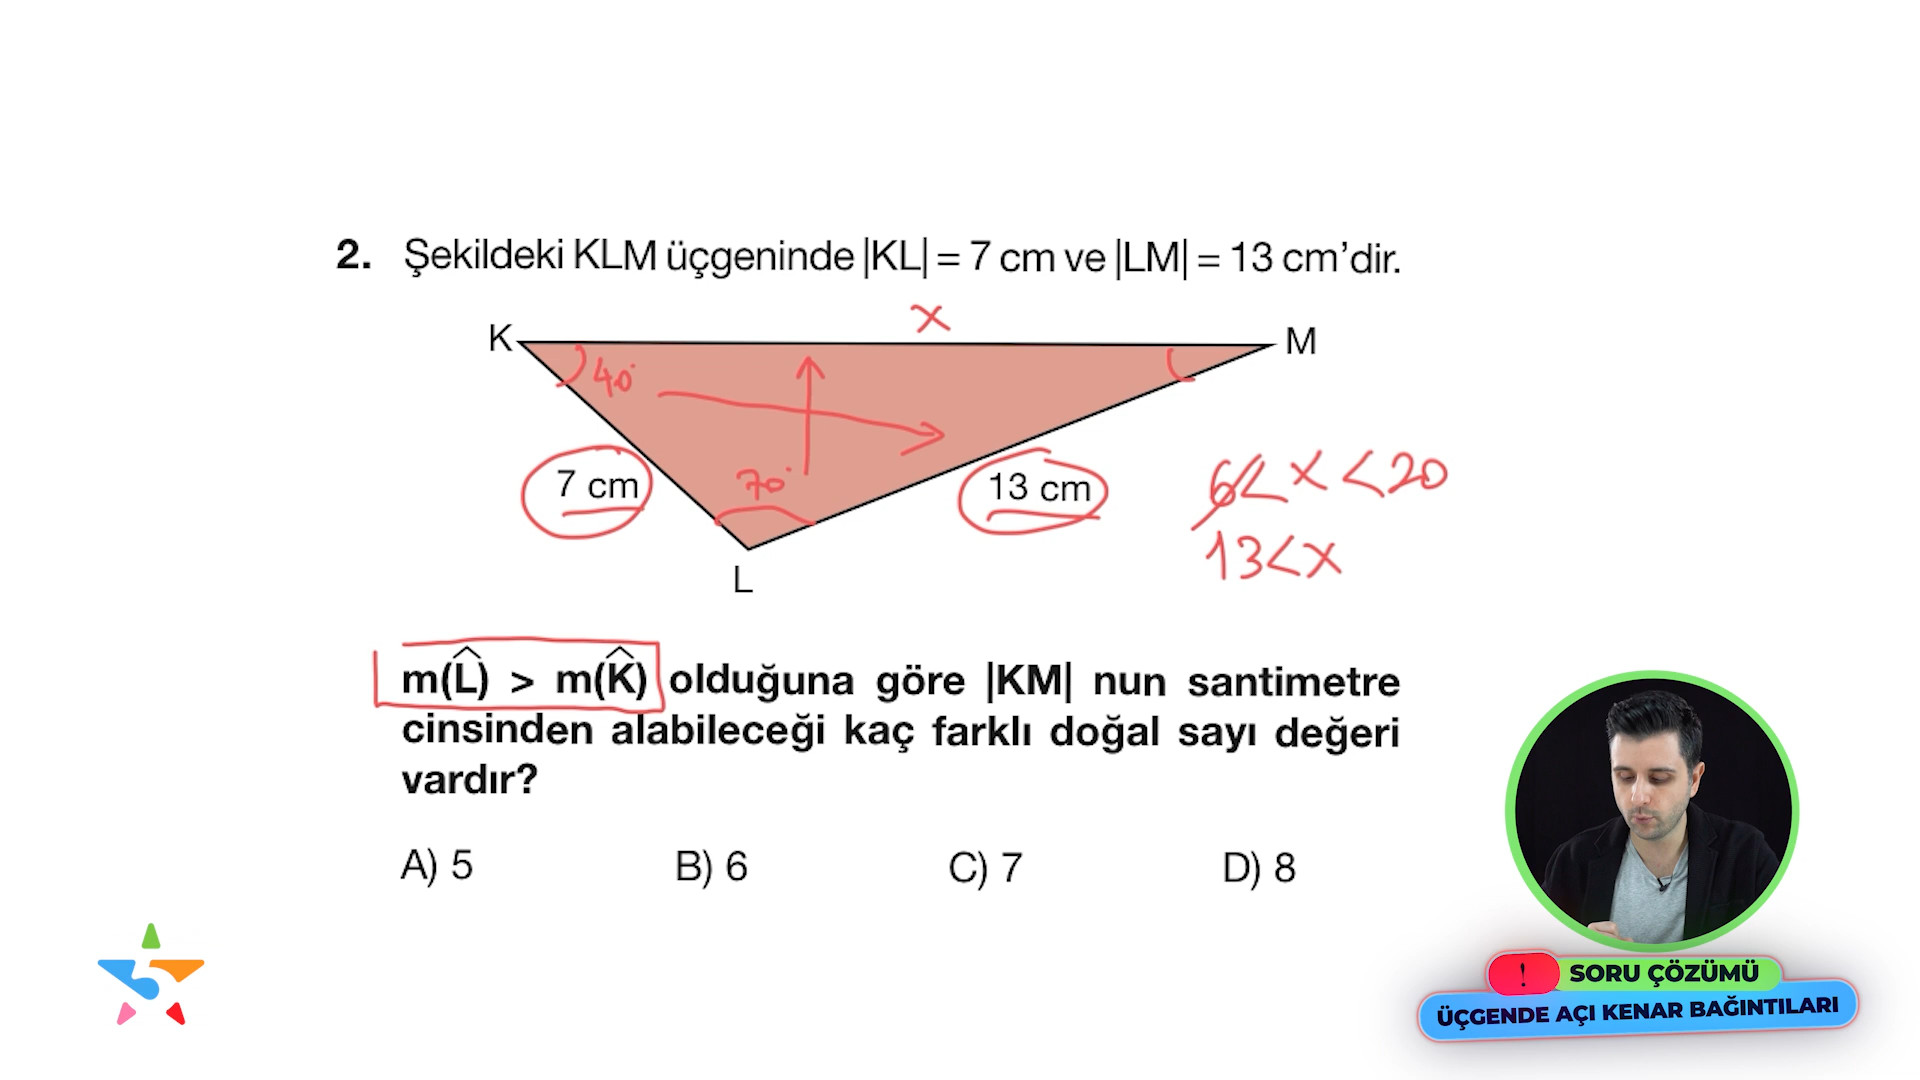 2. Şekildeki KLM üçgeninde |KL| = 7 cm ve |LM| = 13 cm’dir.
x
K
M
40°
7 cm
70°
13 cm
6 < x < 20
13 < x
L
m(L̂) > m(K̂) olduğuna göre |KM| nun santimetre
cinsinden alabileceği kaç farklı doğal sayı değeri
vardır?
A) 5 B) 6 C) 7 D) 8
5
! SORU ÇÖZÜMÜ
ÜÇGENDE AÇI KENAR BAĞINTILARI